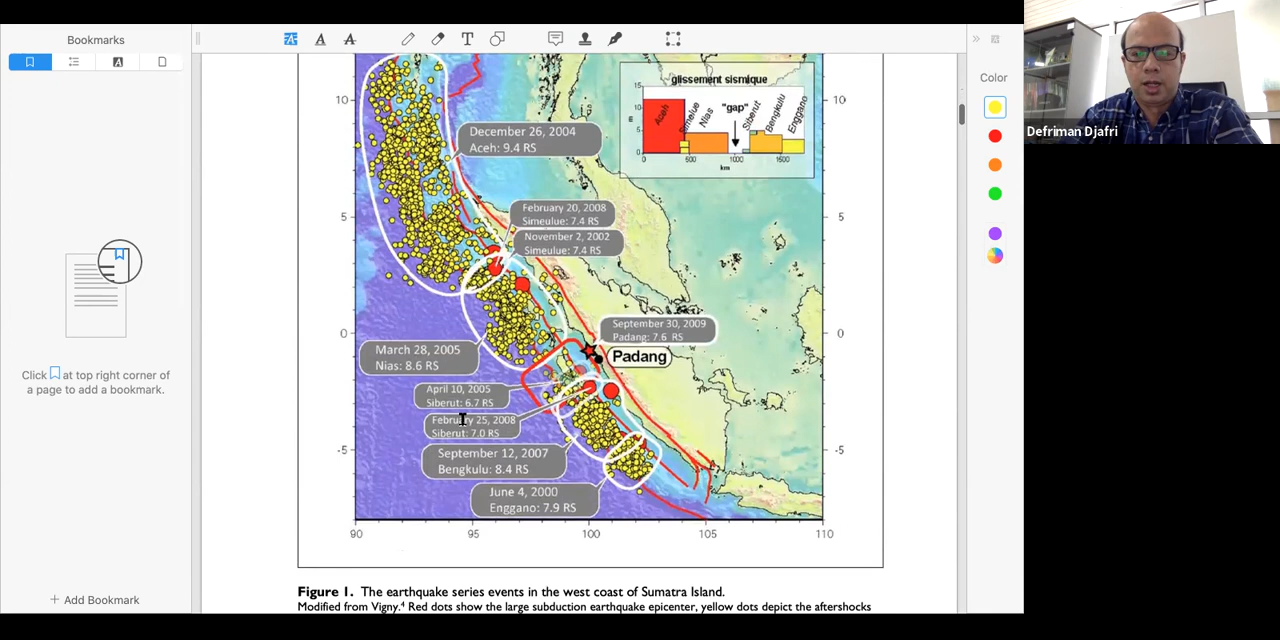 Bookmarks
Click at top right corner
of a page to add a bookmark.
+ Add Bookmark
glissement sismique
15
10
5
0
m
Aceh
Simelue
Nias
"gap"
Siberut
Bengkulu
Enggano
0
500
1000
1500
km
10
5
0
-5
10
5
0
-5
90
95
100
105
110
December 26, 2004
Aceh: 9.4 RS
February 20, 2008
Simeulue: 7.4 RS
November 2, 2002
Simeulue: 7.4 RS
September 30, 2009
Padang: 7.6 RS
Padang
March 28, 2005
Nias: 8.6 RS
April 10, 2005
Siberut: 6.7 RS
February 25, 2008
Siberut: 7.0 RS
September 12, 2007
Bengkulu: 8.4 RS
June 4, 2000
Enggano: 7.9 RS
Figure 1. The earthquake series events in the west coast of Sumatra Island.
Modified from Vigny.4 Red dots show the large subduction earthquake epicenter, yellow dots depict the aftershocks
Color
Defriman Djafri